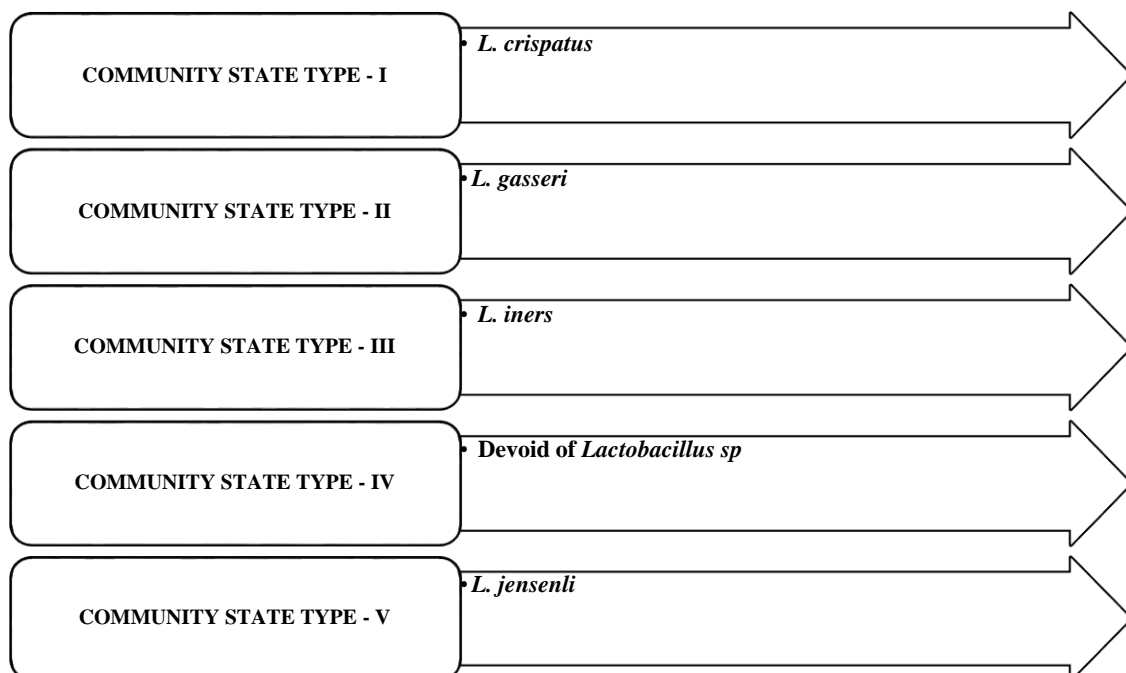 COMMUNITY STATE TYPE - I
• L. crispatus
COMMUNITY STATE TYPE - II
• L. gasseri
COMMUNITY STATE TYPE - III
• L. iners
COMMUNITY STATE TYPE - IV
• Devoid of Lactobacillus sp
COMMUNITY STATE TYPE - V
• L. jensenli